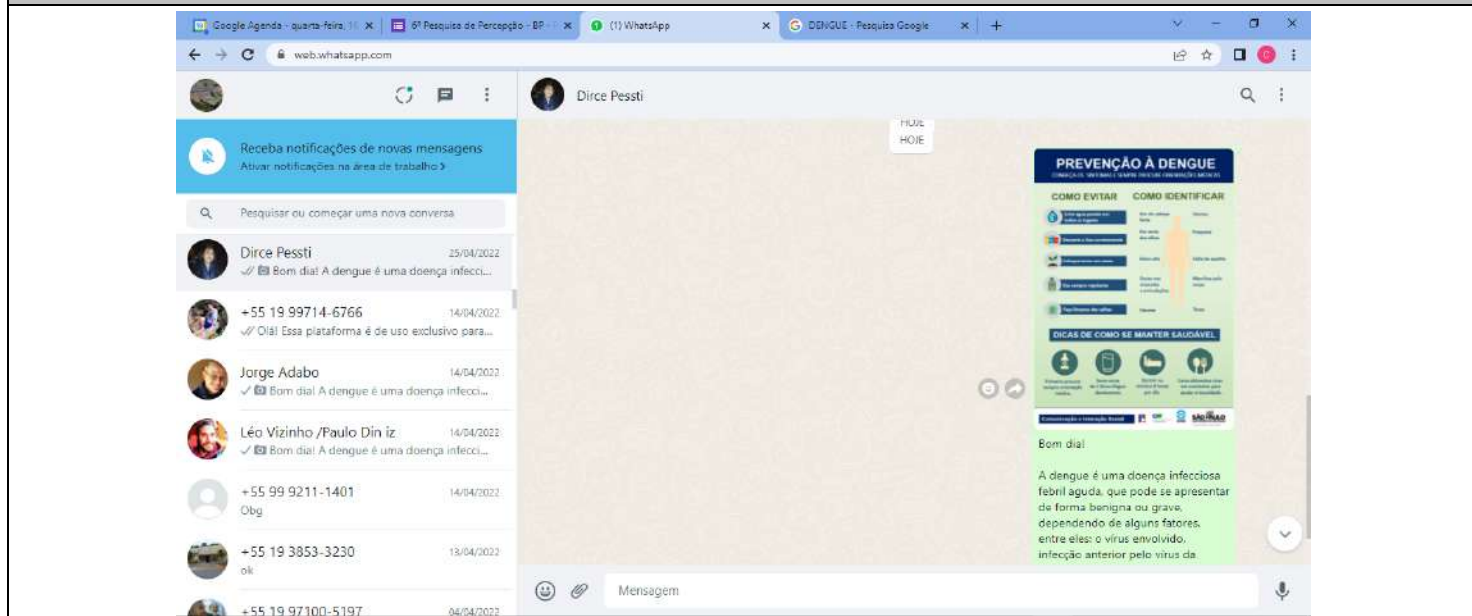 Google Agenda - quarta-feira, 1
6ª Pesquisa de Percepção - BP -
(1) WhatsApp
DENGUE - Pesquisa Google
web.whatsapp.com
C
Dirce Pessti
Receba notificações de novas mensagens
Ativar notificações na área de trabalho >
Pesquisar ou começar uma nova conversa
Dirce Pessti 25/04/2022
Bom dia! A dengue é uma doença infecci...
+55 19 99714-6766 14/04/2022
Olá! Essa plataforma é de uso exclusivo para...
Jorge Adabo 14/04/2022
Bom dia! A dengue é uma doença infecci...
Léo Vizinho /Paulo Din iz 14/04/2022
Bom dia! A dengue é uma doença infecci...
+55 99 9211-1401 14/04/2022
Obg
+55 19 3853-3230 13/04/2022
ok
+55 19 97100-5197 04/04/2022
HOJE
HOJE
PREVENÇÃO À DENGUE
COMO EVITAR COMO IDENTIFICAR
DICAS DE COMO SE MANTER SAUDÁVEL
Comunicação e Interação Social
SÃO PAULO
Bom dia!
A dengue é uma doença infecciosa
febril aguda, que pode se apresentar
de forma benigna ou grave,
dependendo de alguns fatores,
entre eles: o vírus envolvido,
infecção anterior pelo vírus da
Mensagem